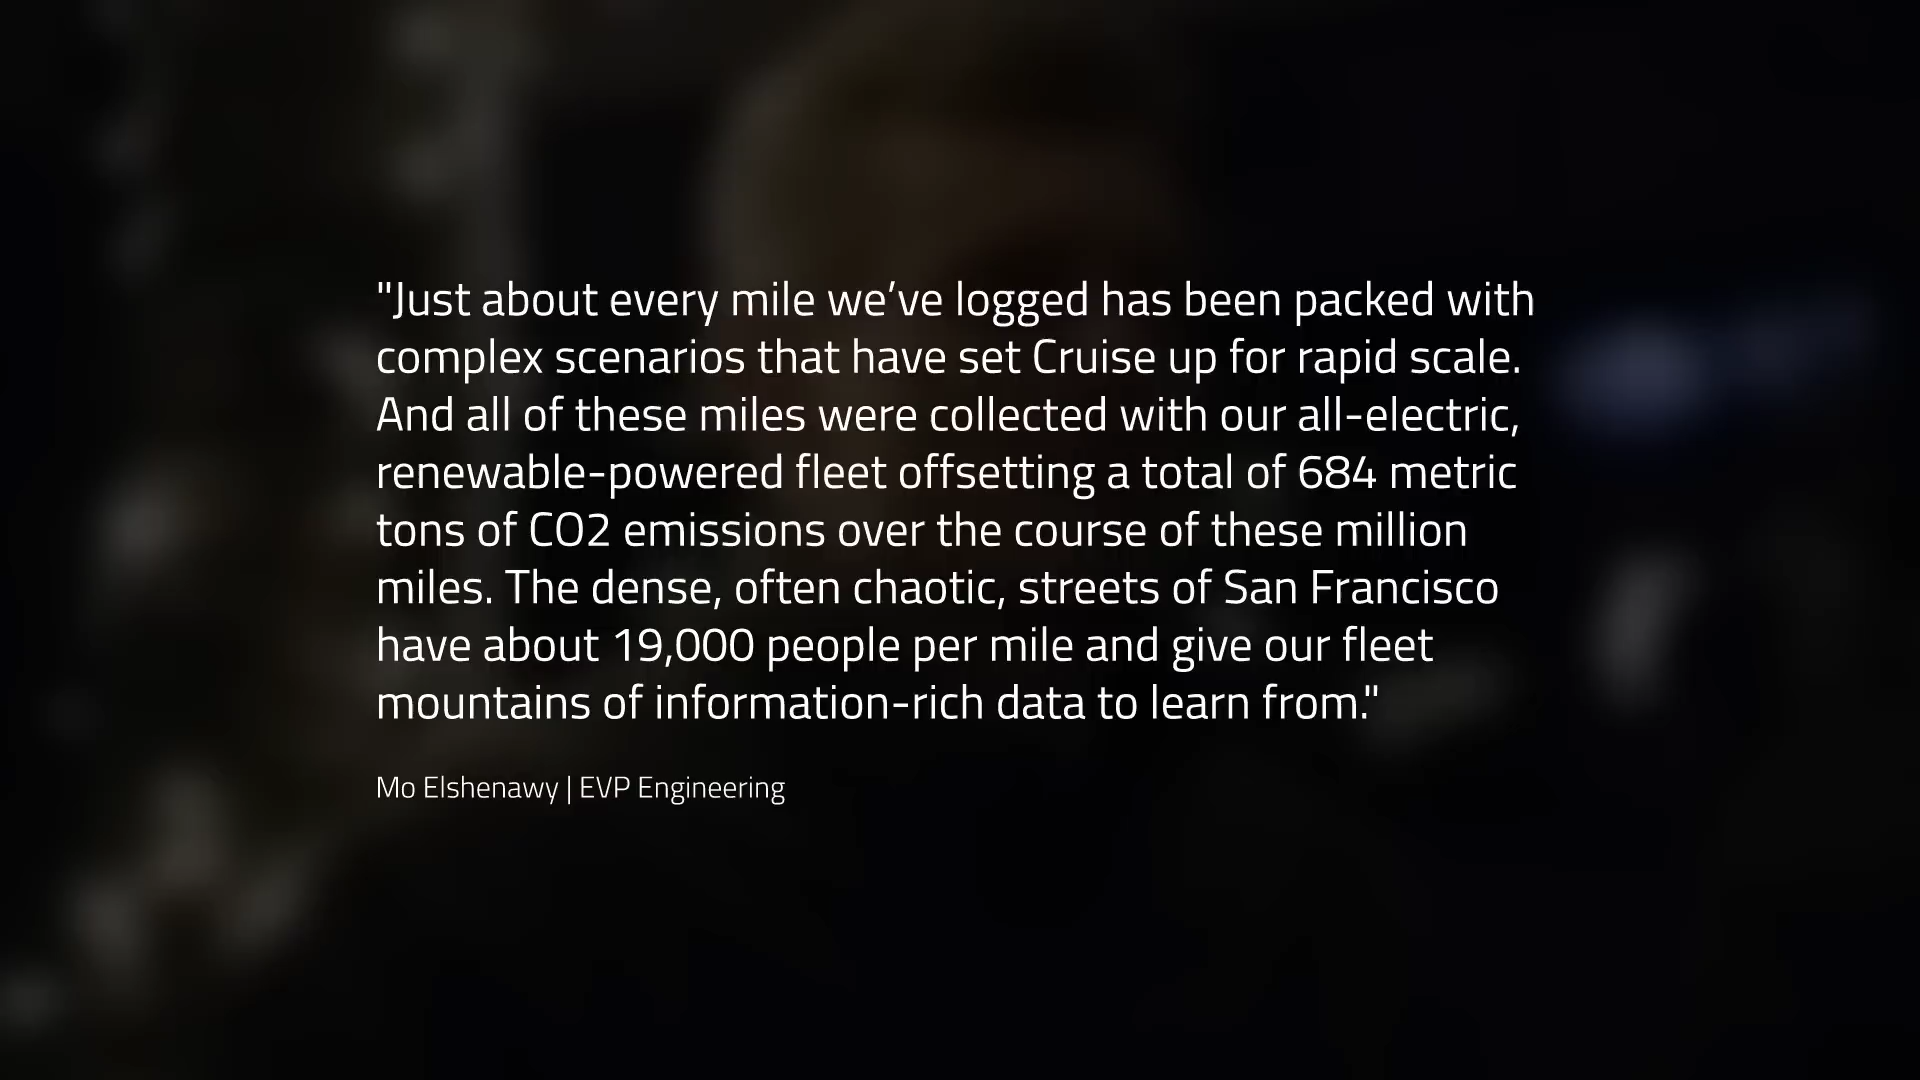 "Just about every mile we’ve logged has been packed with
complex scenarios that have set Cruise up for rapid scale.
And all of these miles were collected with our all-electric,
renewable-powered fleet offsetting a total of 684 metric
tons of CO2 emissions over the course of these million
miles. The dense, often chaotic, streets of San Francisco
have about 19,000 people per mile and give our fleet
mountains of information-rich data to learn from."
Mo Elshenawy | EVP Engineering